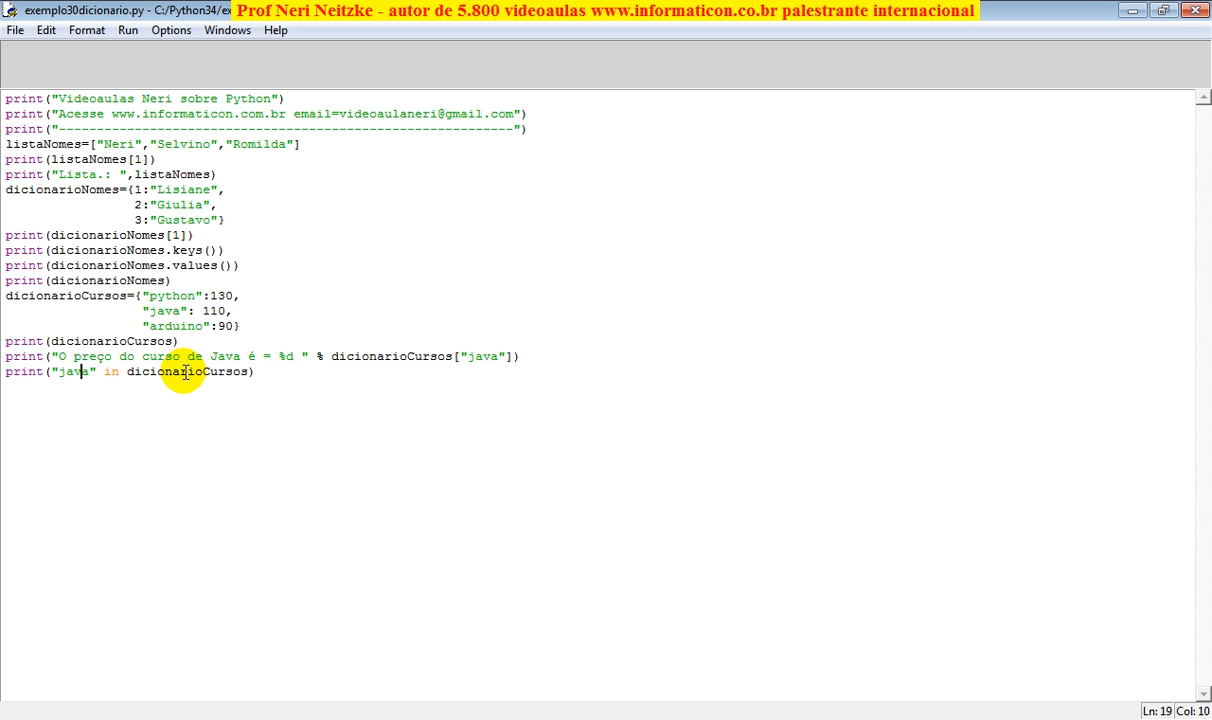 exemplo30dicionario.py - C:/Python34/ex
Prof Neri Neitzke - autor de 5.800 videoaulas www.informaticon.co.br palestrante internacional
File Edit Format Run Options Windows Help
print("Videoaulas Neri sobre Python")
print("Acesse www.informaticon.com.br email=videoaulaneri@gmail.com")
print("------------------------------------------------------------")
listaNomes=["Neri","Selvino","Romilda"]
print(listaNomes[1])
print("Lista.: ",listaNomes)
dicionarioNomes={1:"Lisiane",
2:"Giulia",
3:"Gustavo"}
print(dicionarioNomes[1])
print(dicionarioNomes.keys())
print(dicionarioNomes.values())
print(dicionarioNomes)
dicionarioCursos={"python":130,
"java": 110,
"arduino":90}
print(dicionarioCursos)
print("O preço do curso de Java é = %d " % dicionarioCursos["java"])
print("java" in dicionarioCursos)
Ln: 19 Col: 10